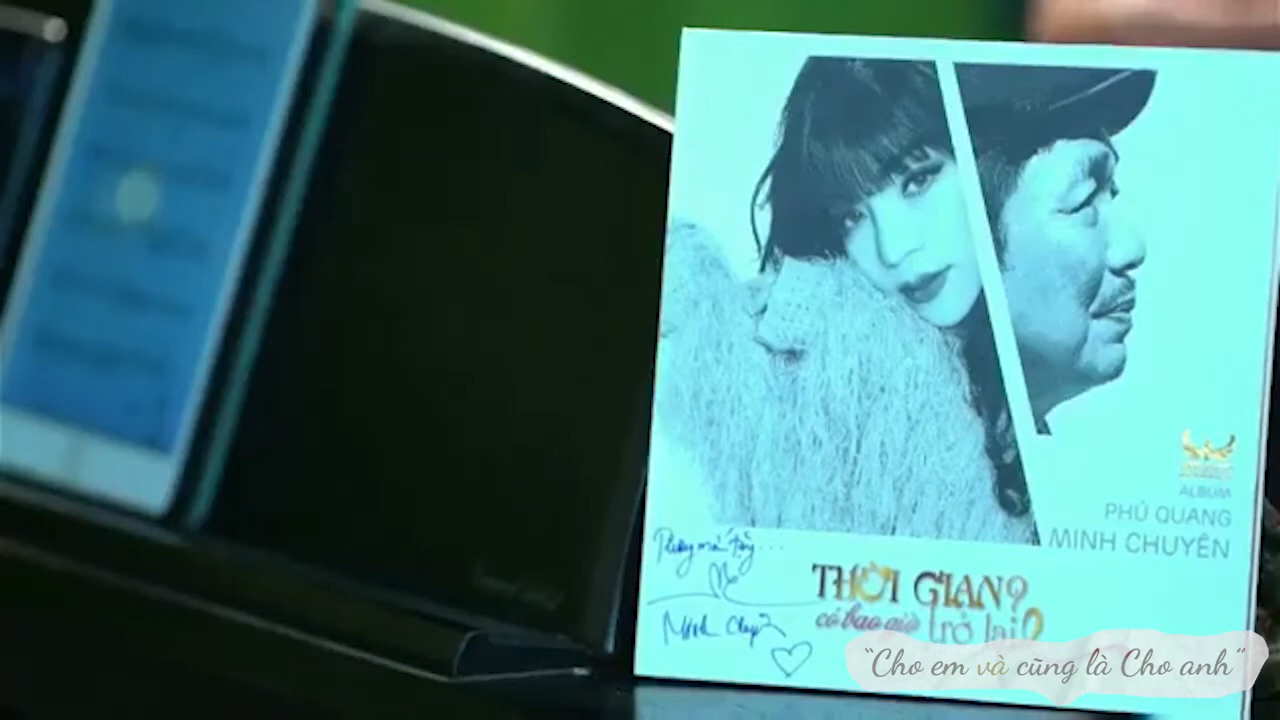 ALBUM
PHÚ QUANG
MINH CHUYÊN
THỜI GIAN?
có bao giờ trở lại?
Minh Chuyên
"Cho em và cũng là Cho anh"